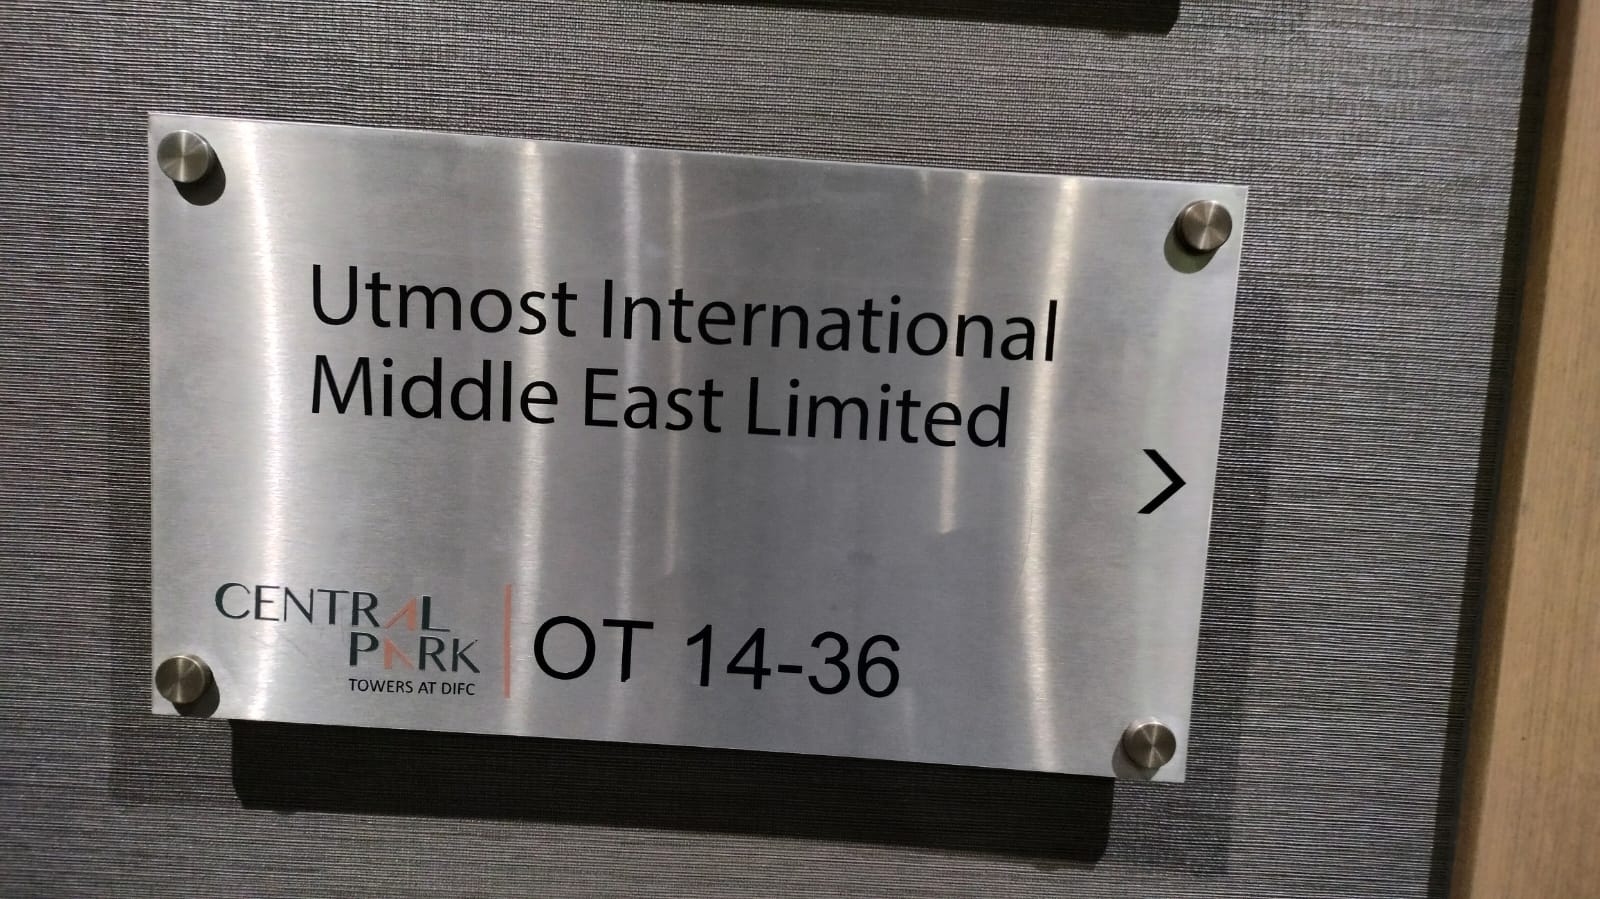 Utmost International
Middle East Limited
>
CENTRAL
PARK
TOWERS AT DIFC
OT 14-36